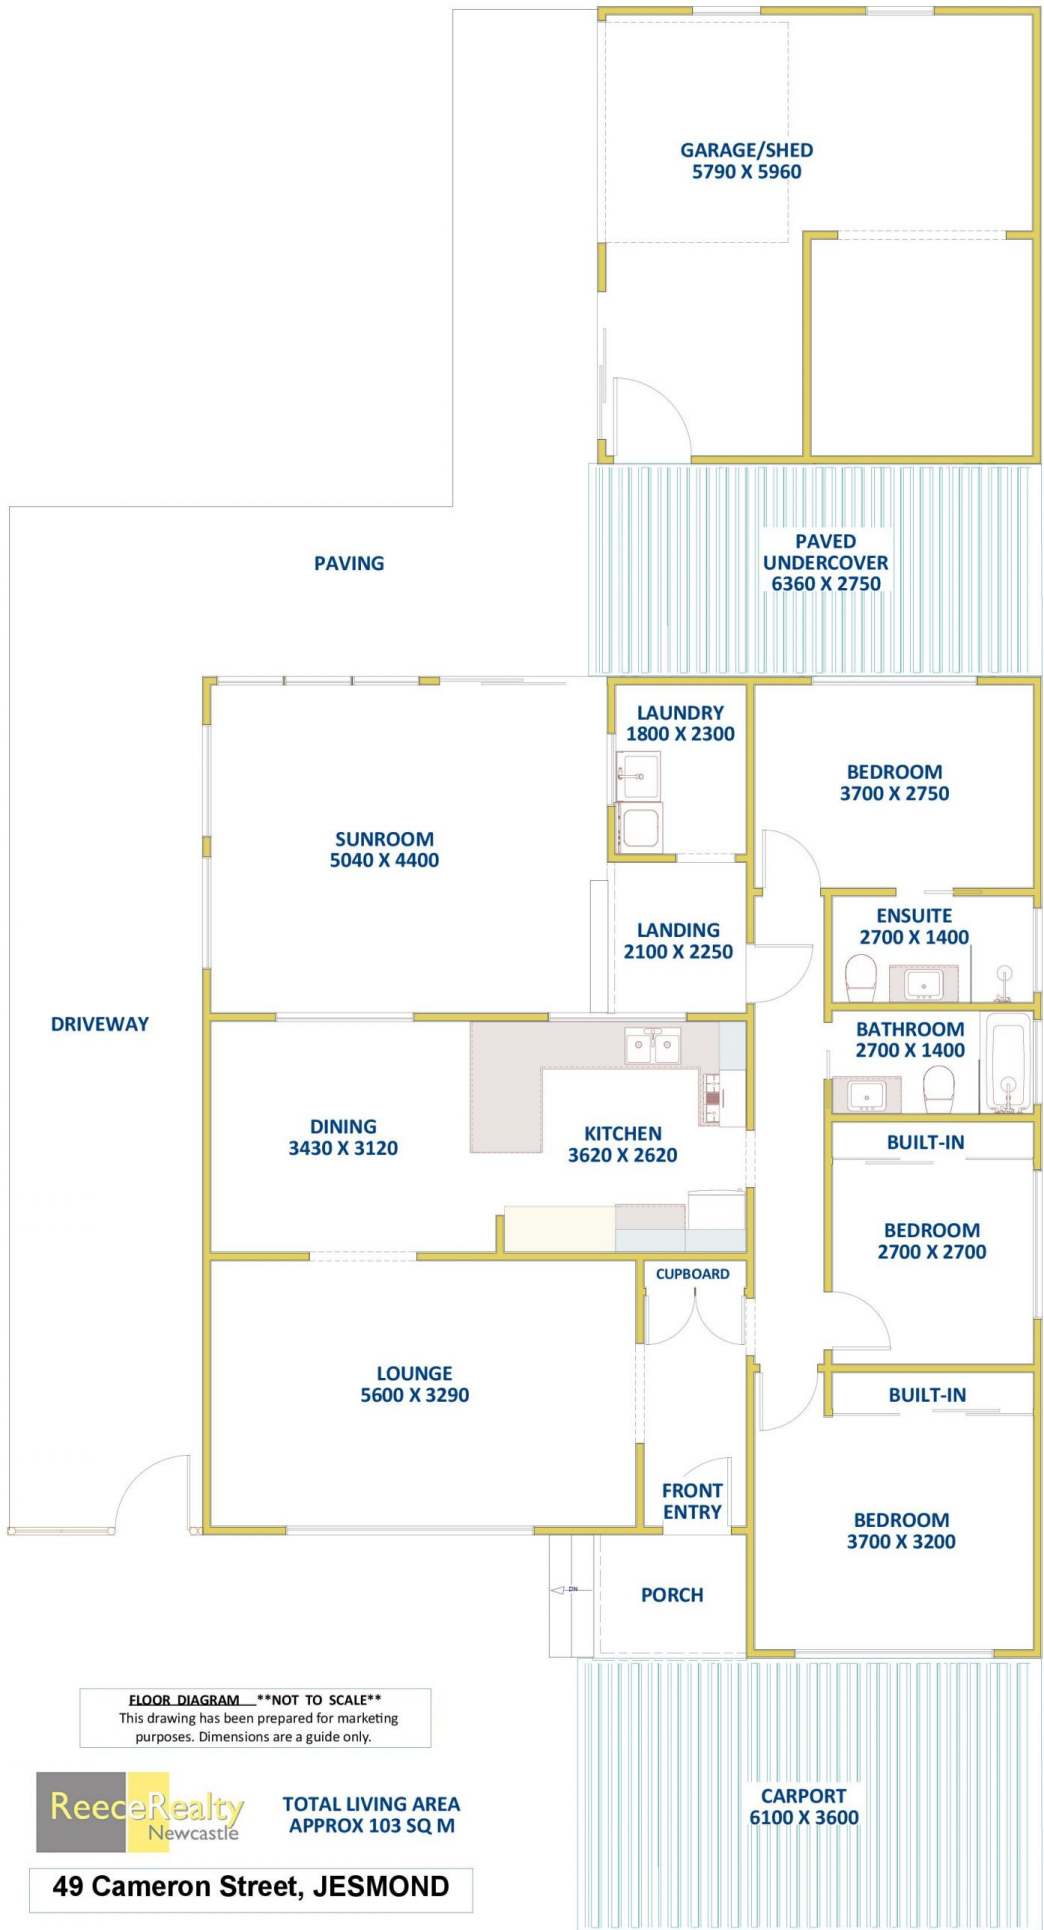 GARAGE/SHED
5790 X 5960
PAVED
UNDERCOVER
6360 X 2750
PAVING
LAUNDRY
1800 X 2300
BEDROOM
3700 X 2750
SUNROOM
5040 X 4400
LANDING
2100 X 2250
ENSUITE
2700 X 1400
DRIVEWAY
BATHROOM
2700 X 1400
DINING
3430 X 3120
KITCHEN
3620 X 2620
BUILT-IN
BEDROOM
2700 X 2700
CUPBOARD
LOUNGE
5600 X 3290
BUILT-IN
FRONT
ENTRY
BEDROOM
3700 X 3200
DN
PORCH
FLOOR DIAGRAM **NOT TO SCALE**
This drawing has been prepared for marketing
purposes. Dimensions are a guide only.
ReeceRealty
Newcastle
TOTAL LIVING AREA
APPROX 103 SQ M
CARPORT
6100 X 3600
49 Cameron Street, JESMOND